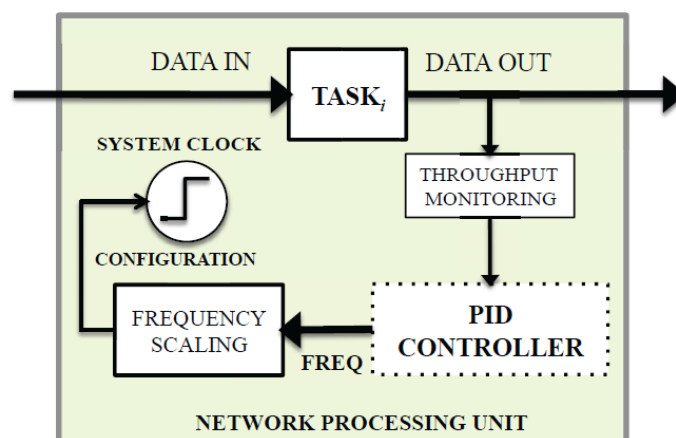 DATA IN
DATA OUT
TASKi
SYSTEM CLOCK
THROUGHPUT
MONITORING
CONFIGURATION
FREQUENCY
SCALING
FREQ
PID
CONTROLLER
NETWORK PROCESSING UNIT